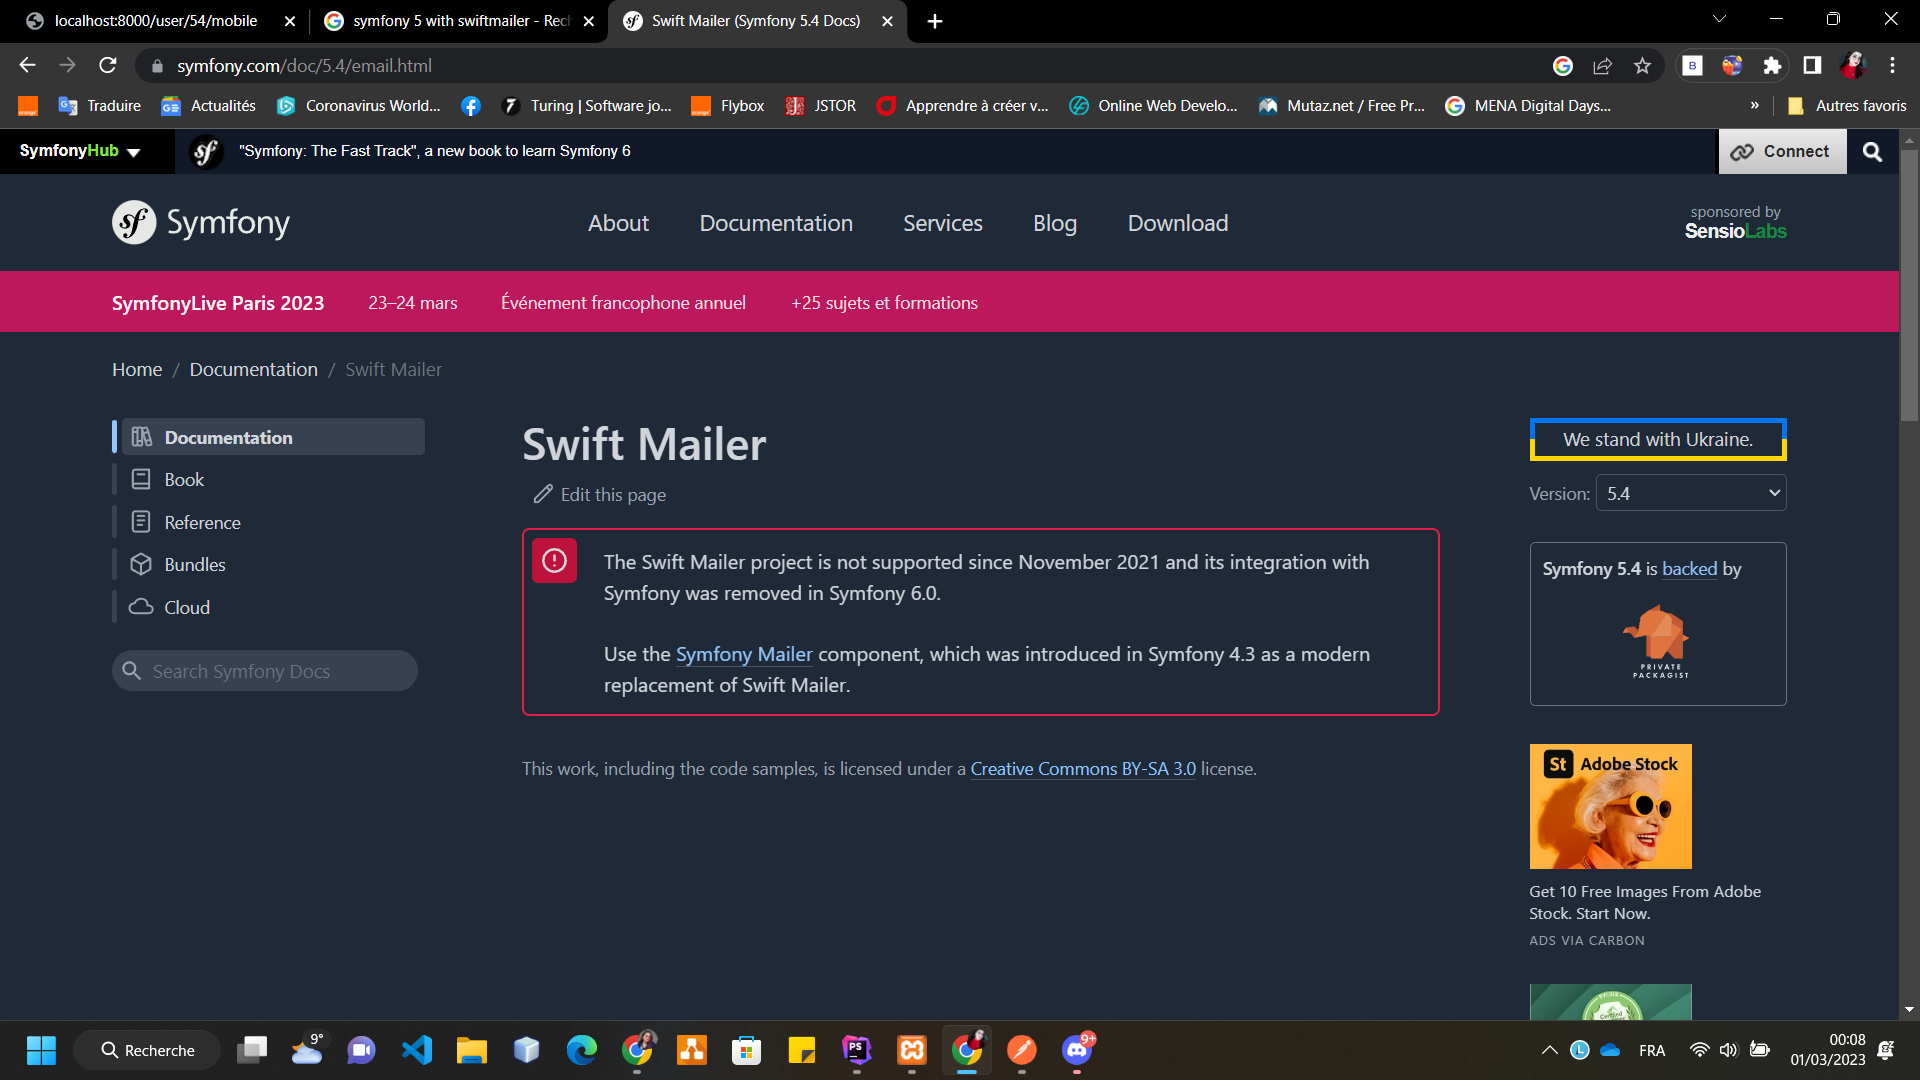 localhost:8000/user/54/mobile
symfony 5 with swiftmailer - Rech
Swift Mailer (Symfony 5.4 Docs)
symfony.com/doc/5.4/email.html
Traduire
Actualités
Coronavirus World...
Turing | Software jo...
Flybox
JSTOR
Apprendre à créer v...
Online Web Develo...
Mutaz.net / Free Pr...
MENA Digital Days...
»
Autres favoris
SymfonyHub
"Symfony: The Fast Track", a new book to learn Symfony 6
Connect
Symfony
About
Documentation
Services
Blog
Download
sponsored by
SensioLabs
SymfonyLive Paris 2023
23–24 mars
Événement francophone annuel
+25 sujets et formations
Home / Documentation / Swift Mailer
Documentation
Book
Reference
Bundles
Cloud
Search Symfony Docs
Swift Mailer
Edit this page
The Swift Mailer project is not supported since November 2021 and its integration with
Symfony was removed in Symfony 6.0.
Use the Symfony Mailer component, which was introduced in Symfony 4.3 as a modern
replacement of Swift Mailer.
This work, including the code samples, is licensed under a Creative Commons BY-SA 3.0 license.
We stand with Ukraine.
Version: 5.4
Symfony 5.4 is backed by
PRIVATE
PACKAGIST
St Adobe Stock
Get 10 Free Images From Adobe
Stock. Start Now.
ADS VIA CARBON
Recherche
9°
PS
9+
FRA
00:08
01/03/2023